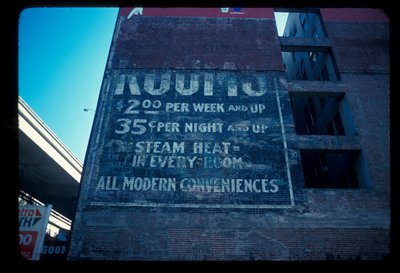 ROOMS
$2.00 PER WEEK AND UP
35¢ PER NIGHT AND UP
STEAM HEAT
IN EVERY ROOM
ALL MODERN CONVENIENCES